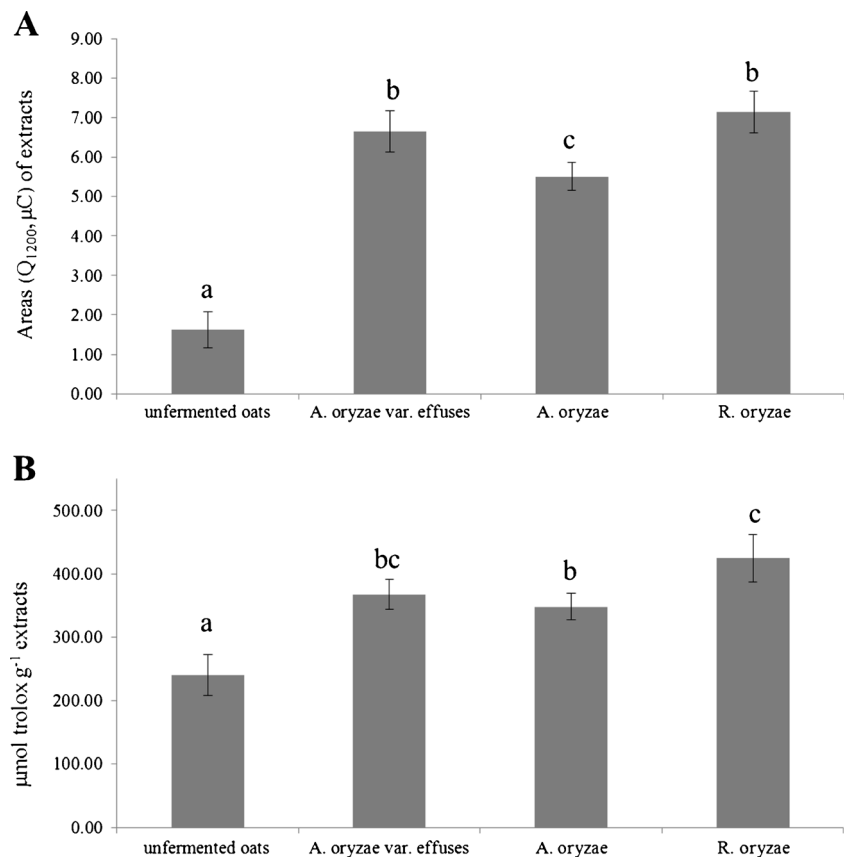 A
Areas (Q1200, µC) of extracts
9.00
8.00
7.00
6.00
5.00
4.00
3.00
2.00
1.00
0.00
a
b
c
b
unfermented oats
A. oryzae var. effuses
A. oryzae
R. oryzae
B
µmol trolox g-1 extracts
500.00
400.00
300.00
200.00
100.00
0.00
a
bc
b
c
unfermented oats
A. oryzae var. effuses
A. oryzae
R. oryzae